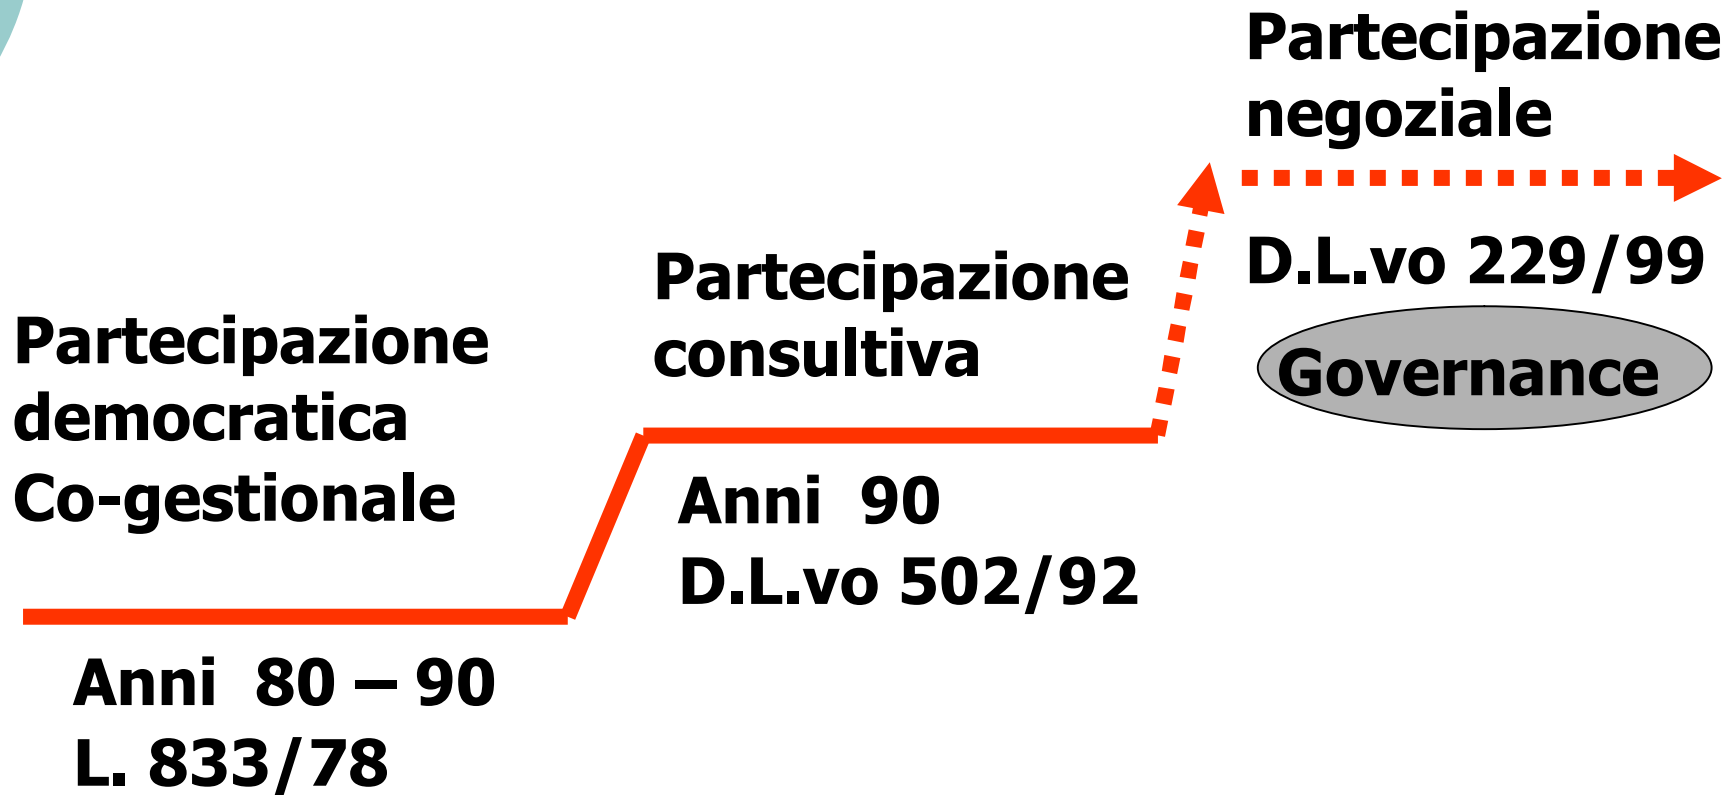 Partecipazione
democratica
Co-gestionale
Anni 80 – 90
L. 833/78
Partecipazione
consultiva
Anni 90
D.L.vo 502/92
Partecipazione
negoziale
D.L.vo 229/99
Governance